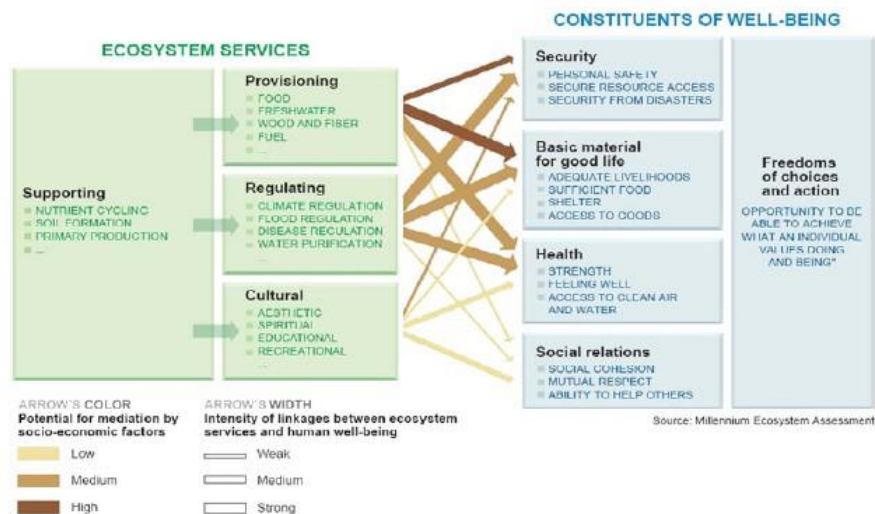 CONSTITUENTS OF WELL-BEING
ECOSYSTEM SERVICES
Supporting
NUTRIENT CYCLING
SOIL FORMATION
PRIMARY PRODUCTION
...
Provisioning
FOOD
FRESHWATER
WOOD AND FIBER
FUEL
...
Regulating
CLIMATE REGULATION
FLOOD REGULATION
DISEASE REGULATION
WATER PURIFICATION
...
Cultural
AESTHETIC
SPIRITUAL
EDUCATIONAL
RECREATIONAL
...
Security
PERSONAL SAFETY
SECURE RESOURCE ACCESS
SECURITY FROM DISASTERS
Basic material
for good life
ADEQUATE LIVELIHOODS
SUFFICIENT FOOD
SHELTER
ACCESS TO GOODS
Health
STRENGTH
FEELING WELL
ACCESS TO CLEAN AIR
AND WATER
Social relations
SOCIAL COHESION
MUTUAL RESPECT
ABILITY TO HELP OTHERS
Freedoms
of choices
and action
OPPORTUNITY TO BE
ABLE TO ACHIEVE
WHAT AN INDIVIDUAL
VALUES DOING
AND BEING"
ARROW'S COLOR
Potential for mediation by
socio-economic factors
Low
Medium
High
ARROW'S WIDTH
Intensity of linkages between ecosystem
services and human well-being
Weak
Medium
Strong
Source: Millennium Ecosystem Assessment